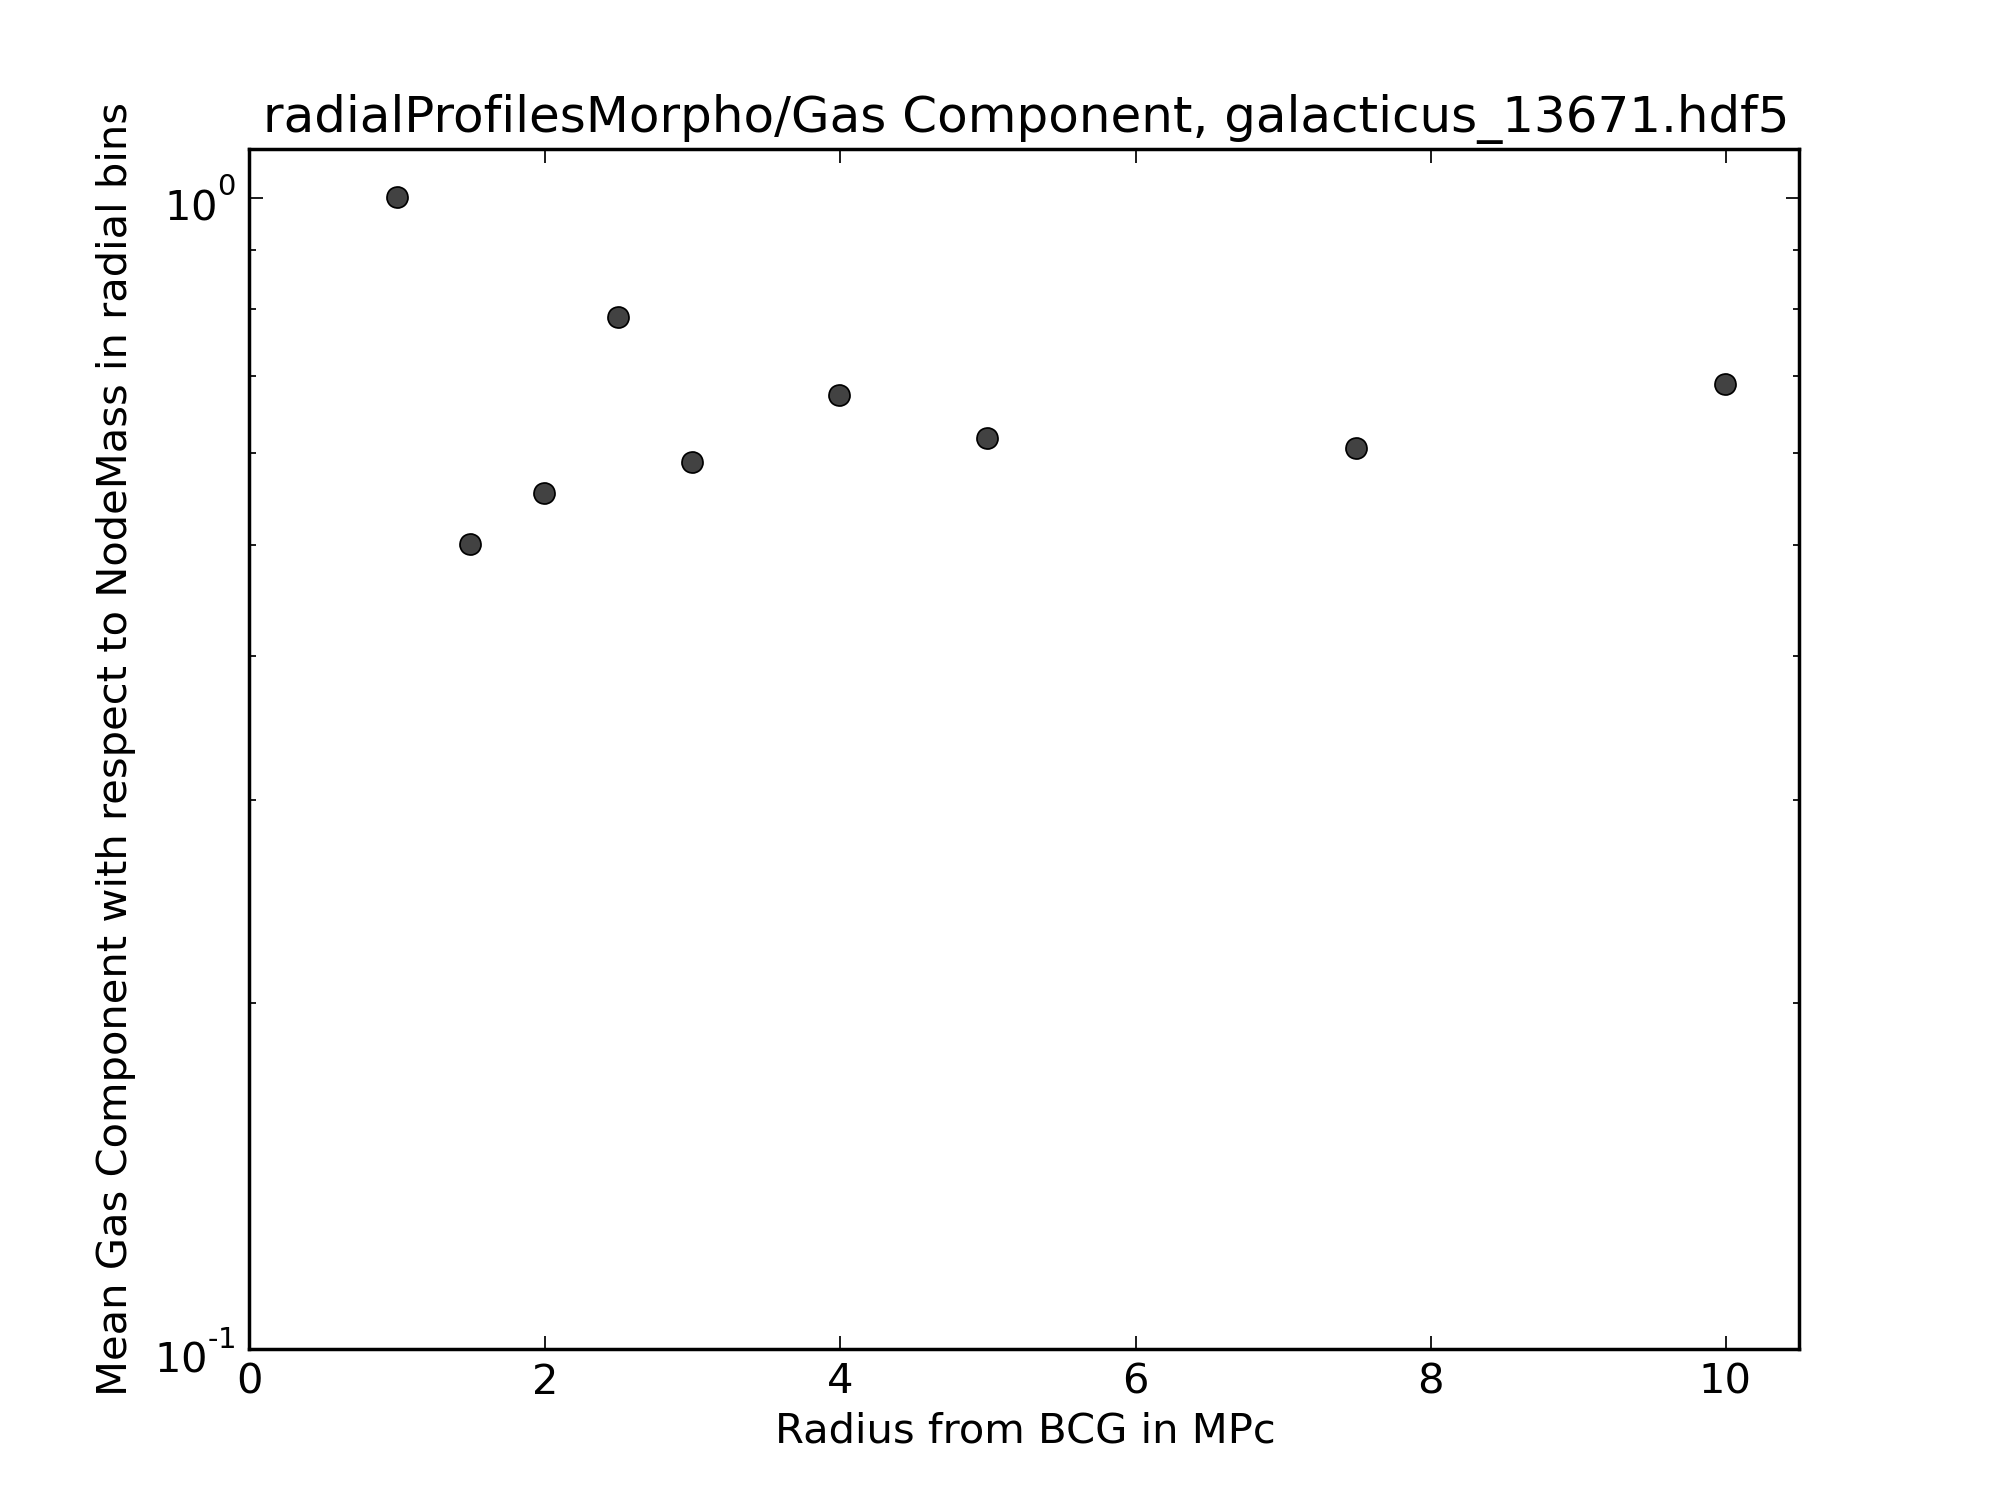 radialProfilesMorpho/Gas Component, galacticus_13671.hdf5
Mean Gas Component with respect to NodeMass in radial bins
10^0
10^-1
0 2 4 6 8 10
Radius from BCG in MPc